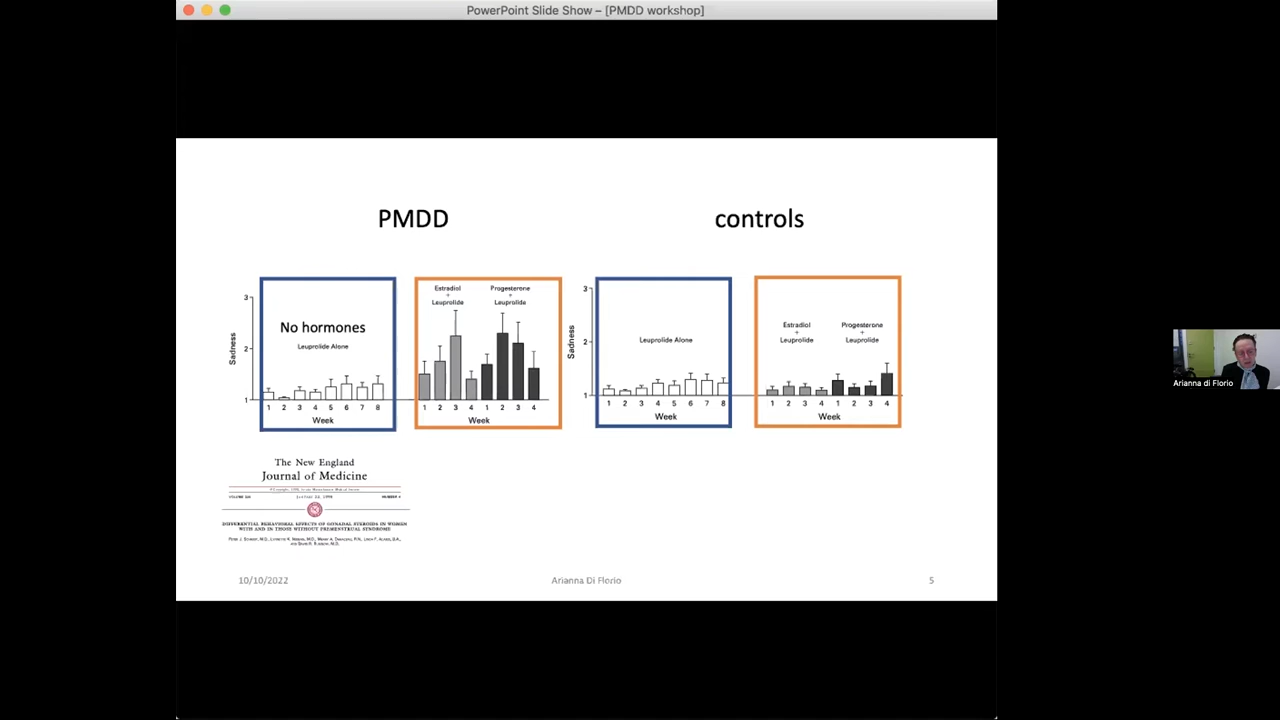 PowerPoint Slide Show – [PMDD workshop]
PMDD
controls
3
2
1
Sadness
No hormones
Leuprolide Alone
1 2 3 4 5 6 7 8
Week
Estradiol
+
Leuprolide
Progesterone
+
Leuprolide
1 2 3 4 1 2 3 4
Week
3
2
1
Sadness
Leuprolide Alone
1 2 3 4 5 6 7 8
Week
Estradiol
+
Leuprolide
Progesterone
+
Leuprolide
1 2 3 4 1 2 3 4
Week
The New England
Journal of Medicine
DIFFERENTIAL BEHAVIORAL EFFECTS OF GONADAL STEROIDS IN WOMEN
WITH AND IN THOSE WITHOUT PREMENSTRUAL SYNDROME
10/10/2022
Arianna Di Florio
5
Arianna di Florio